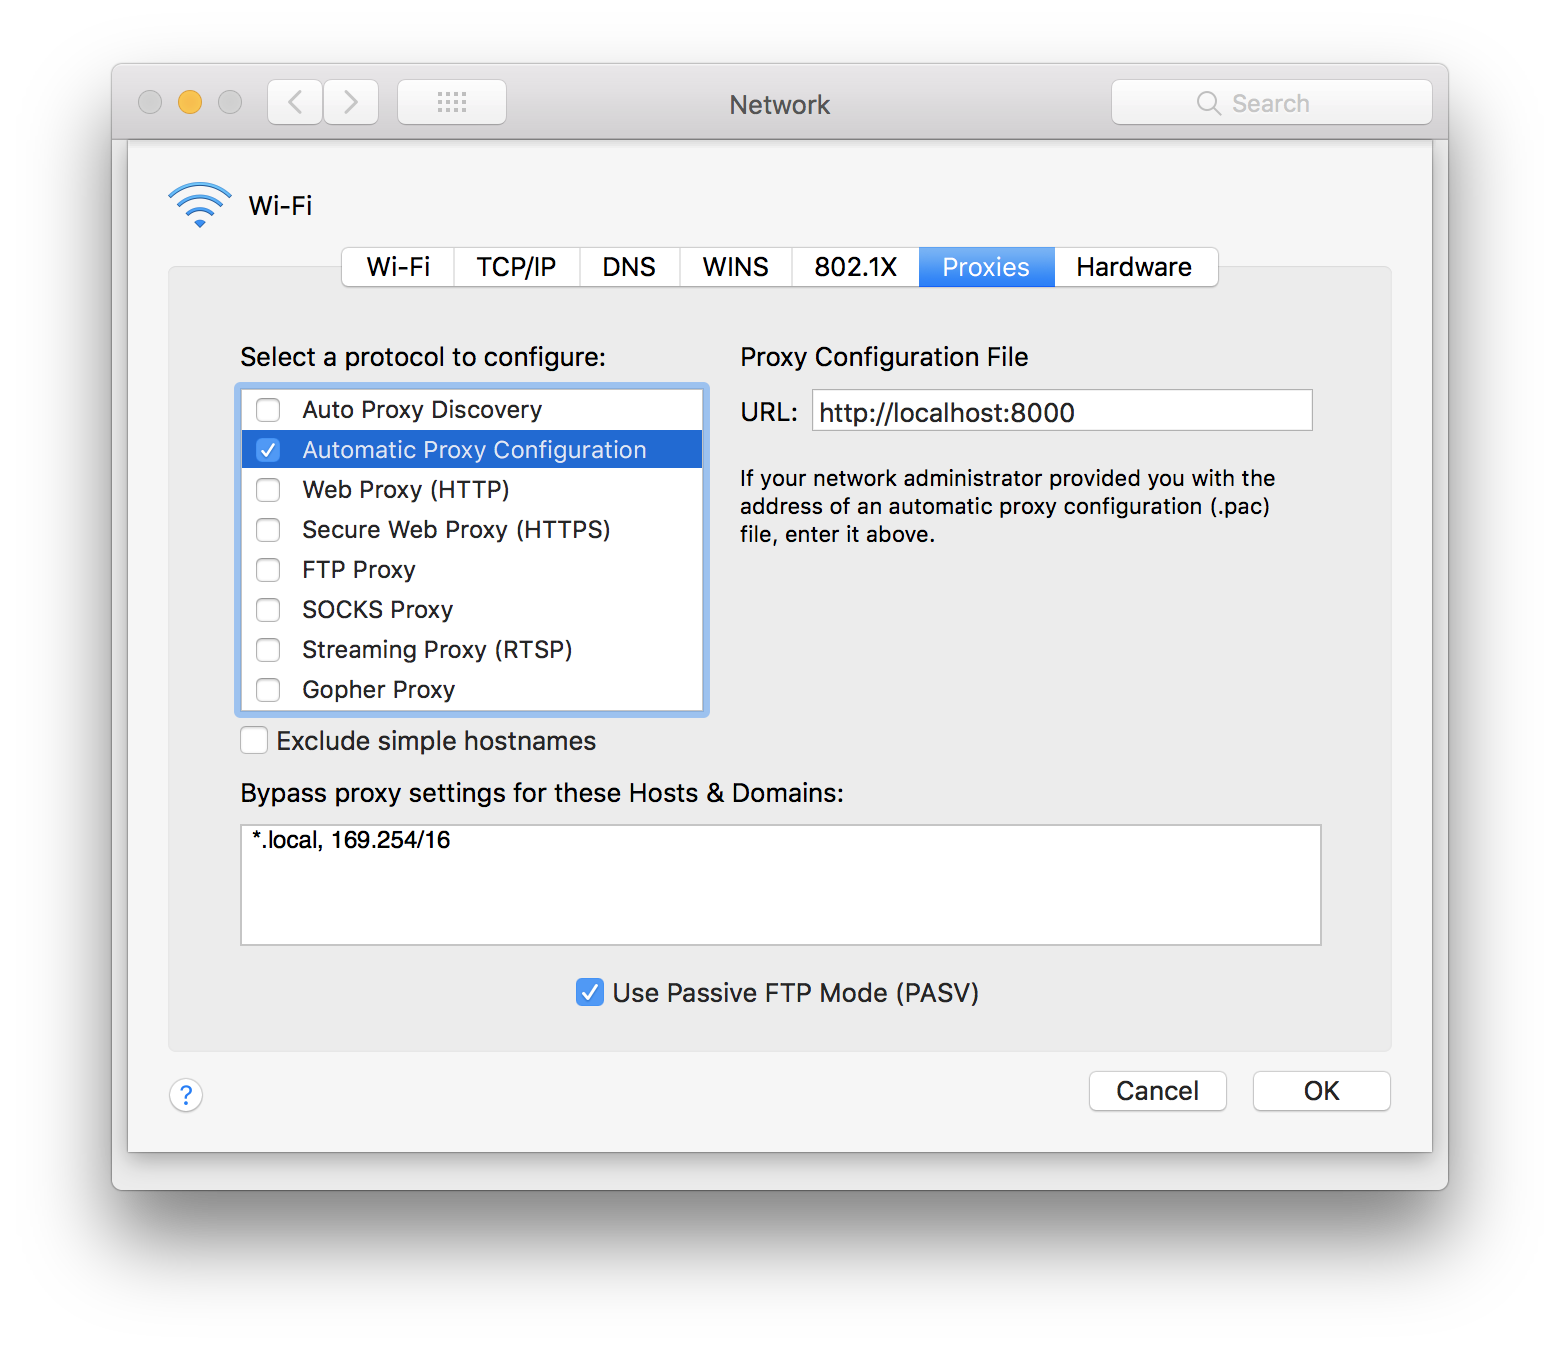 Network
Search
Wi-Fi
Wi-Fi TCP/IP DNS WINS 802.1X Proxies Hardware
Select a protocol to configure:
Auto Proxy Discovery
Automatic Proxy Configuration
Web Proxy (HTTP)
Secure Web Proxy (HTTPS)
FTP Proxy
SOCKS Proxy
Streaming Proxy (RTSP)
Gopher Proxy
Proxy Configuration File
URL: http://localhost:8000
If your network administrator provided you with the
address of an automatic proxy configuration (.pac)
file, enter it above.
Exclude simple hostnames
Bypass proxy settings for these Hosts & Domains:
*.local, 169.254/16
Use Passive FTP Mode (PASV)
?
Cancel
OK